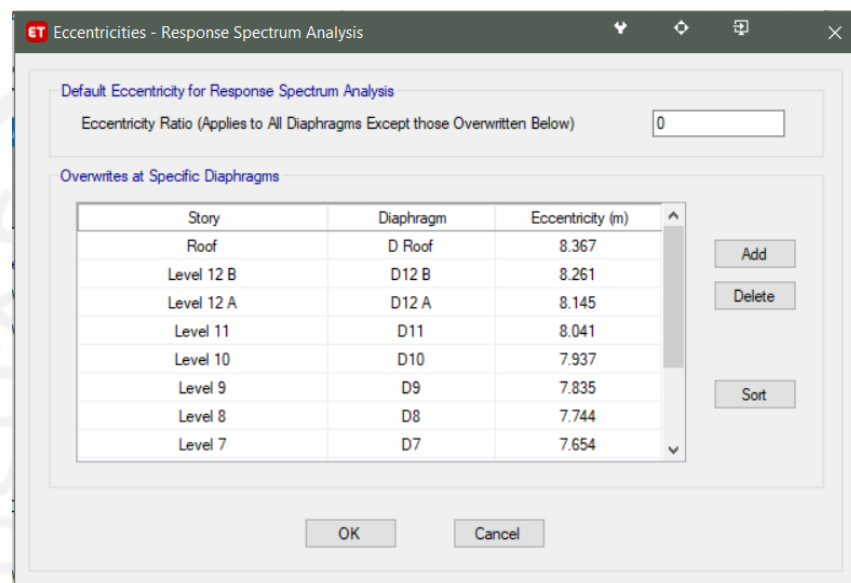 ET Eccentricities - Response Spectrum Analysis
Default Eccentricity for Response Spectrum Analysis
Eccentricity Ratio (Applies to All Diaphragms Except those Overwritten Below) 0
Overwrites at Specific Diaphragms
Story Diaphragm Eccentricity (m)
Roof D Roof 8.367
Level 12 B D12 B 8.261
Level 12 A D12 A 8.145
Level 11 D11 8.041
Level 10 D10 7.937
Level 9 D9 7.835
Level 8 D8 7.744
Level 7 D7 7.654
Add
Delete
Sort
OK Cancel